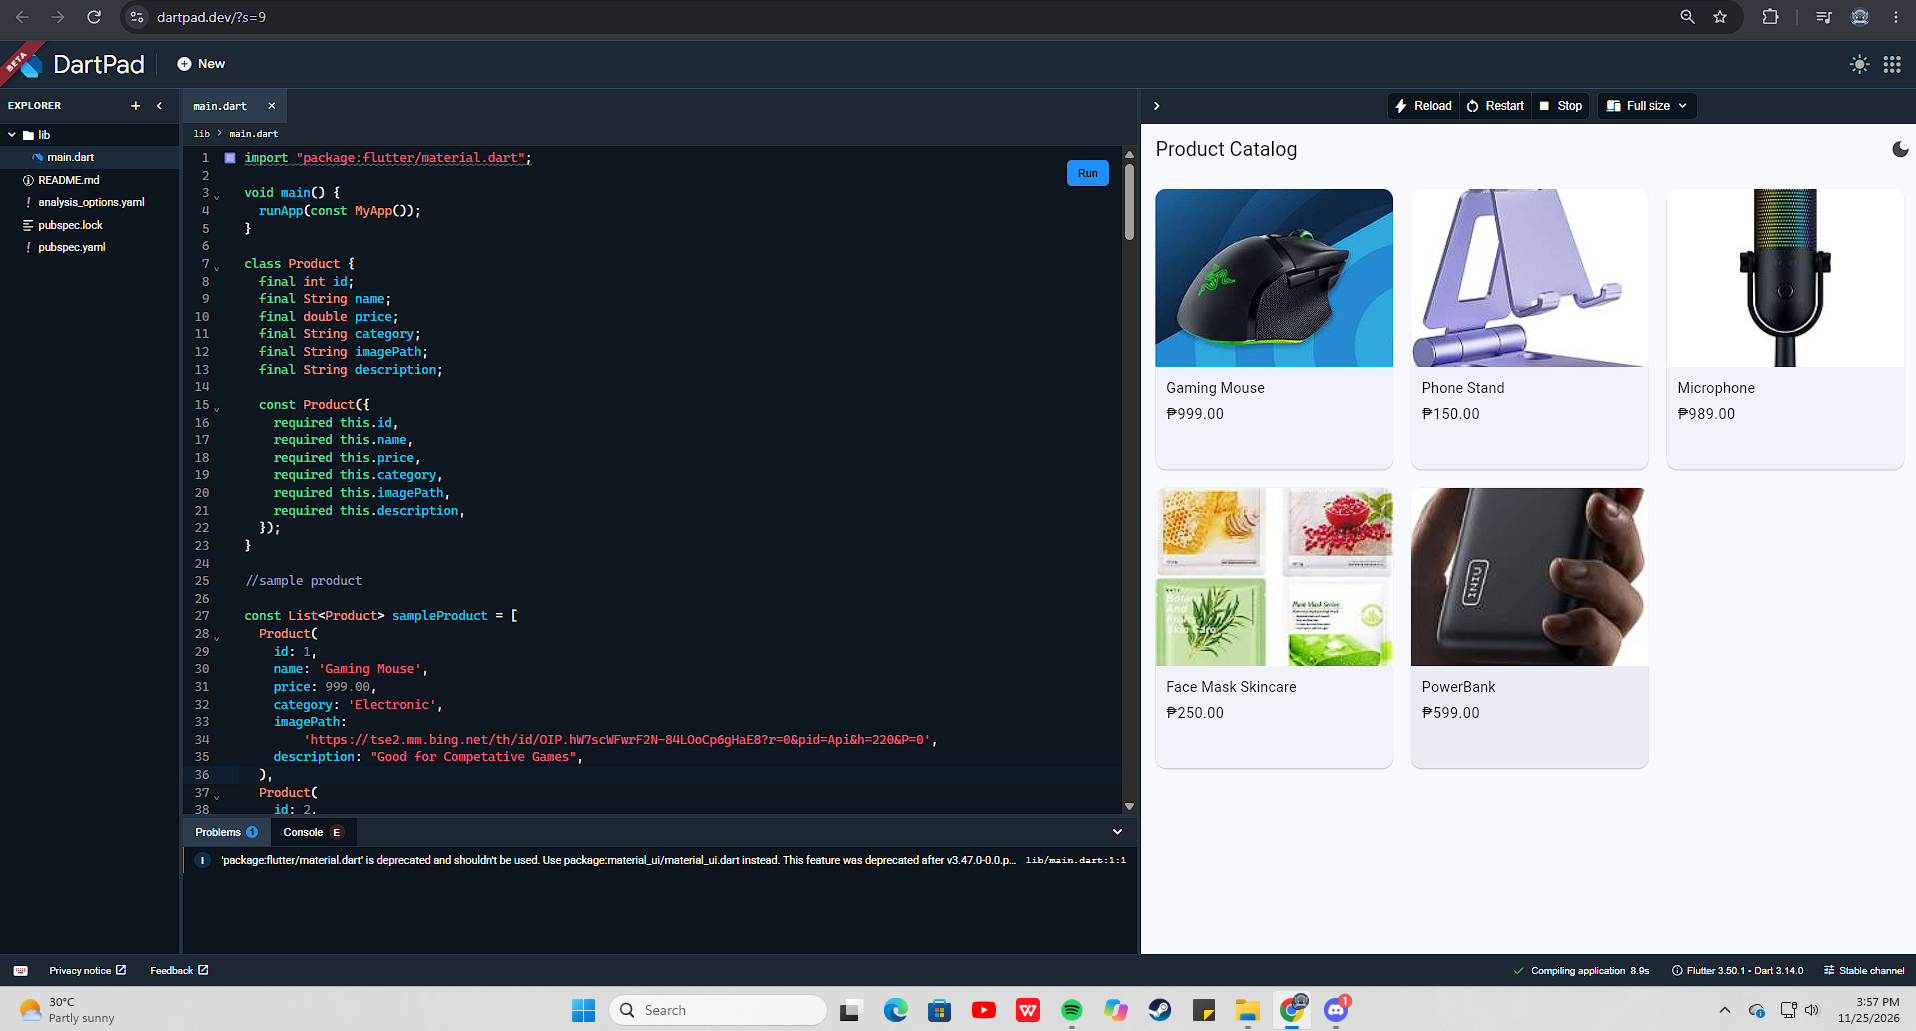 dartpad.dev/?s=9
BETA
DartPad
New
EXPLORER
lib
main.dart
README.md
! analysis_options.yaml
pubspec.lock
! pubspec.yaml
main.dart
lib > main.dart
1 import "package:flutter/material.dart";
2
3 void main() {
4 runApp(const MyApp());
5 }
6
7 class Product {
8 final int id;
9 final String name;
10 final double price;
11 final String category;
12 final String imagePath;
13 final String description;
14
15 const Product({
16 required this.id,
17 required this.name,
18 required this.price,
19 required this.category,
20 required this.imagePath,
21 required this.description,
22 });
23 }
24
25 //sample product
26
27 const List<Product> sampleProduct = [
28 Product(
29 id: 1,
30 name: 'Gaming Mouse',
31 price: 999.00,
32 category: 'Electronic',
33 imagePath:
34 'https://tse2.mm.bing.net/th/id/OIP.hW7scWFwrF2N-84LOoCp6gHaE8?r=0&pid=Api&h=220&P=0',
35 description: "Good for Competative Games",
36 ),
37 Product(
38 id: 2,
Run
Problems 1
Console E
'package:flutter/material.dart' is deprecated and shouldn't be used. Use package:material_ui/material_ui.dart instead. This feature was deprecated after v3.47.0-0.0.p... lib/main.dart:1:1
Reload
Restart
Stop
Full size
Product Catalog
Gaming Mouse
₱999.00
Phone Stand
₱150.00
Microphone
₱989.00
Botany
And
Fruits
Skin Care
Plant Mask Series
Face Mask Skincare
₱250.00
INIU
PowerBank
₱599.00
Privacy notice
Feedback
Compiling application 8.9s
Flutter 3.50.1 • Dart 3.14.0
Stable channel
30°C
Partly sunny
Search
1
3:57 PM
11/25/2026